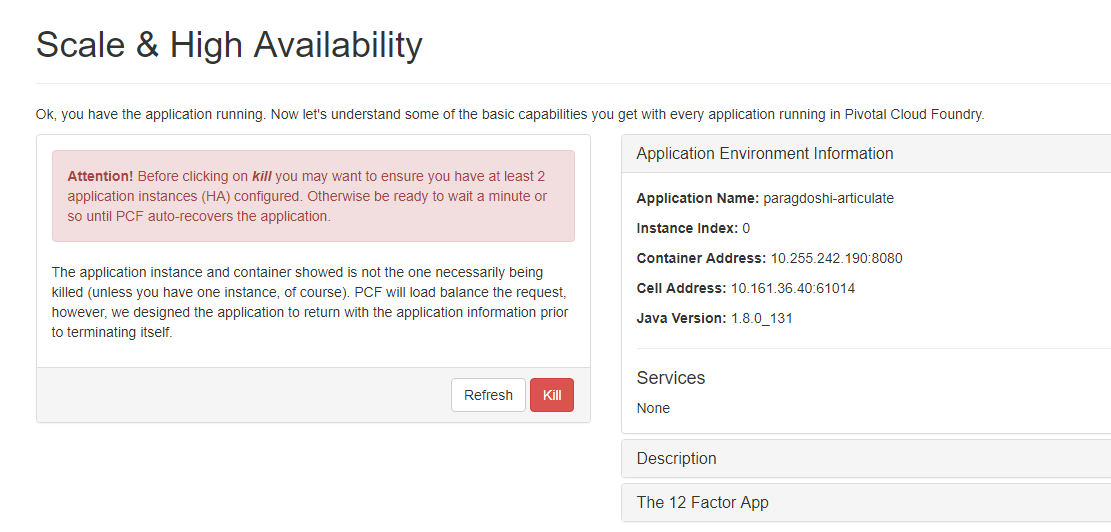 Scale & High Availability
Ok, you have the application running. Now let's understand some of the basic capabilities you get with every application running in Pivotal Cloud Foundry.
Attention! Before clicking on kill you may want to ensure you have at least 2
application instances (HA) configured. Otherwise be ready to wait a minute or
so until PCF auto-recovers the application.
The application instance and container showed is not the one necessarily being
killed (unless you have one instance, of course). PCF will load balance the request,
however, we designed the application to return with the application information prior
to terminating itself.
Refresh
Kill
Application Environment Information
Application Name: paragdoshi-articulate
Instance Index: 0
Container Address: 10.255.242.190:8080
Cell Address: 10.161.36.40:61014
Java Version: 1.8.0_131
Services
None
Description
The 12 Factor App